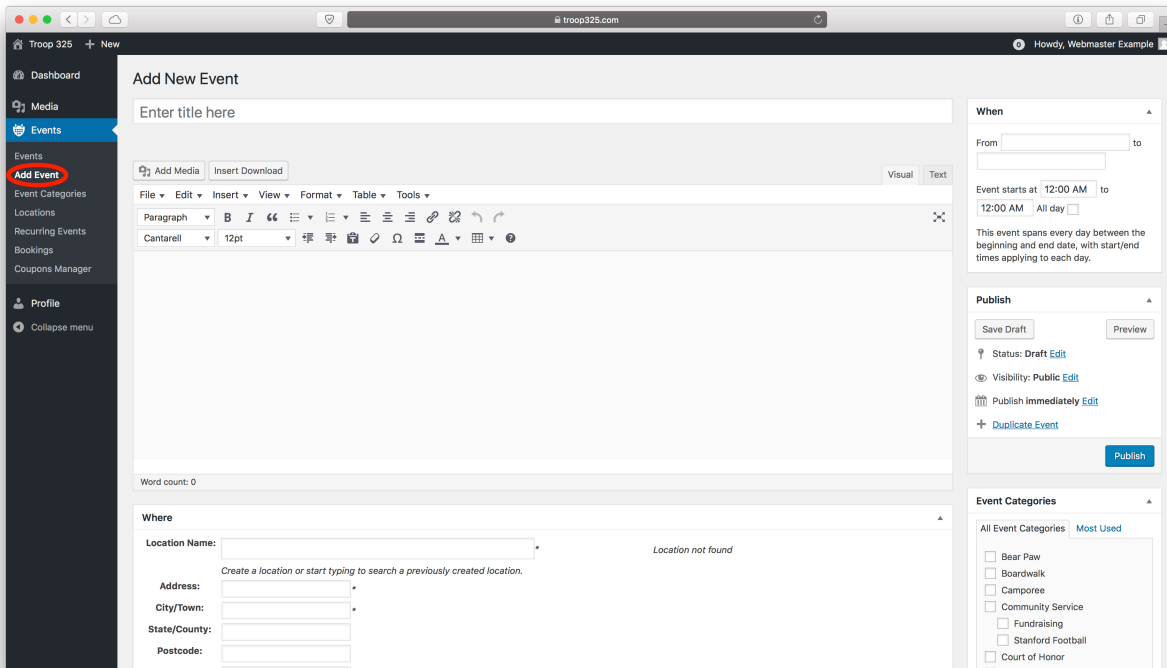 troop325.com
Troop 325 + New
0 Howdy, Webmaster Example
Dashboard
Media
Events
Events
Add Event
Event Categories
Locations
Recurring Events
Bookings
Coupons Manager
Profile
Collapse menu
Add New Event
Enter title here
Add Media Insert Download
Visual Text
File Edit Insert View Format Table Tools
Paragraph B I
Cantarell 12pt Ω A
Word count: 0
Where
Location Name: *
Location not found
Create a location or start typing to search a previously created location.
Address: *
City/Town: *
State/County:
Postcode:
When
From to
Event starts at 12:00 AM to
12:00 AM All day
This event spans every day between the
beginning and end date, with start/end
times applying to each day.
Publish
Save Draft Preview
Status: Draft Edit
Visibility: Public Edit
Publish immediately Edit
Duplicate Event
Publish
Event Categories
All Event Categories Most Used
Bear Paw
Boardwalk
Camporee
Community Service
Fundraising
Stanford Football
Court of Honor